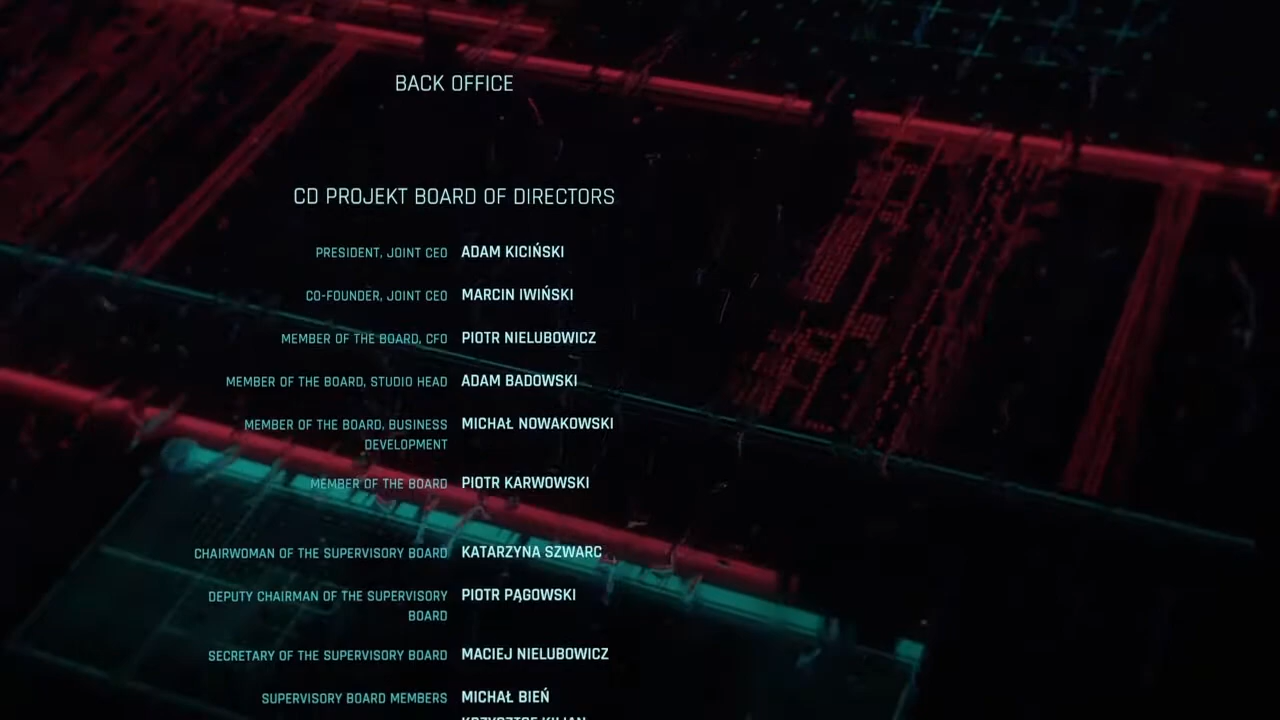 BACK OFFICE
CD PROJEKT BOARD OF DIRECTORS
PRESIDENT, JOINT CEO ADAM KICIŃSKI
CO-FOUNDER, JOINT CEO MARCIN IWIŃSKI
MEMBER OF THE BOARD, CFO PIOTR NIELUBOWICZ
MEMBER OF THE BOARD, STUDIO HEAD ADAM BADOWSKI
MEMBER OF THE BOARD, BUSINESS MICHAŁ NOWAKOWSKI
DEVELOPMENT
MEMBER OF THE BOARD PIOTR KARWOWSKI
CHAIRWOMAN OF THE SUPERVISORY BOARD KATARZYNA SZWARC
DEPUTY CHAIRMAN OF THE SUPERVISORY PIOTR PĄGOWSKI
BOARD
SECRETARY OF THE SUPERVISORY BOARD MACIEJ NIELUBOWICZ
SUPERVISORY BOARD MEMBERS MICHAŁ BIEŃ